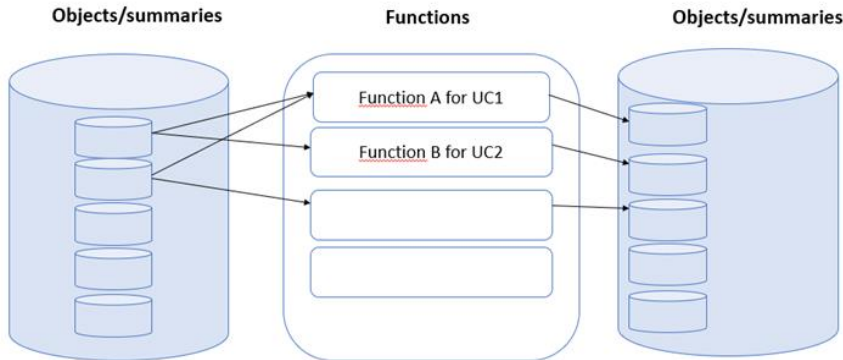 Objects/summaries
Functions
Objects/summaries
Function A for UC1
Function B for UC2